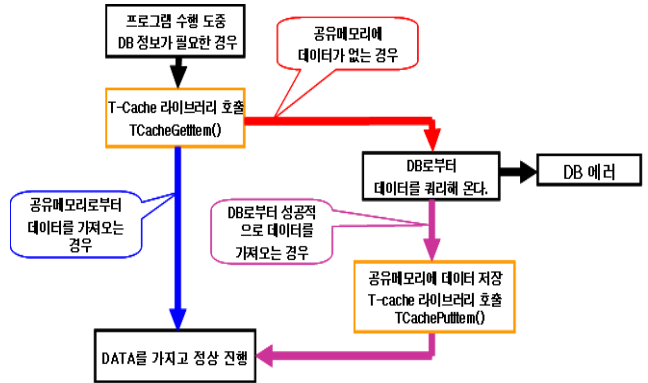 프로그램 수행 도중
DB 정보가 필요한 경우
공유메모리에
데이터가 없는 경우
T-Cache 라이브러리 호출
TCacheGetItem()
DB로부터
데이터를 쿼리해 온다.
DB 에러
공유메모리로부터
데이터를 가져오는
경우
DB로부터 성공적
으로 데이터를
가져오는 경우
공유메모리에 데이터 저장
T-cache 라이브러리 호출
TCachePutItem()
DATA를 가지고 정상 진행